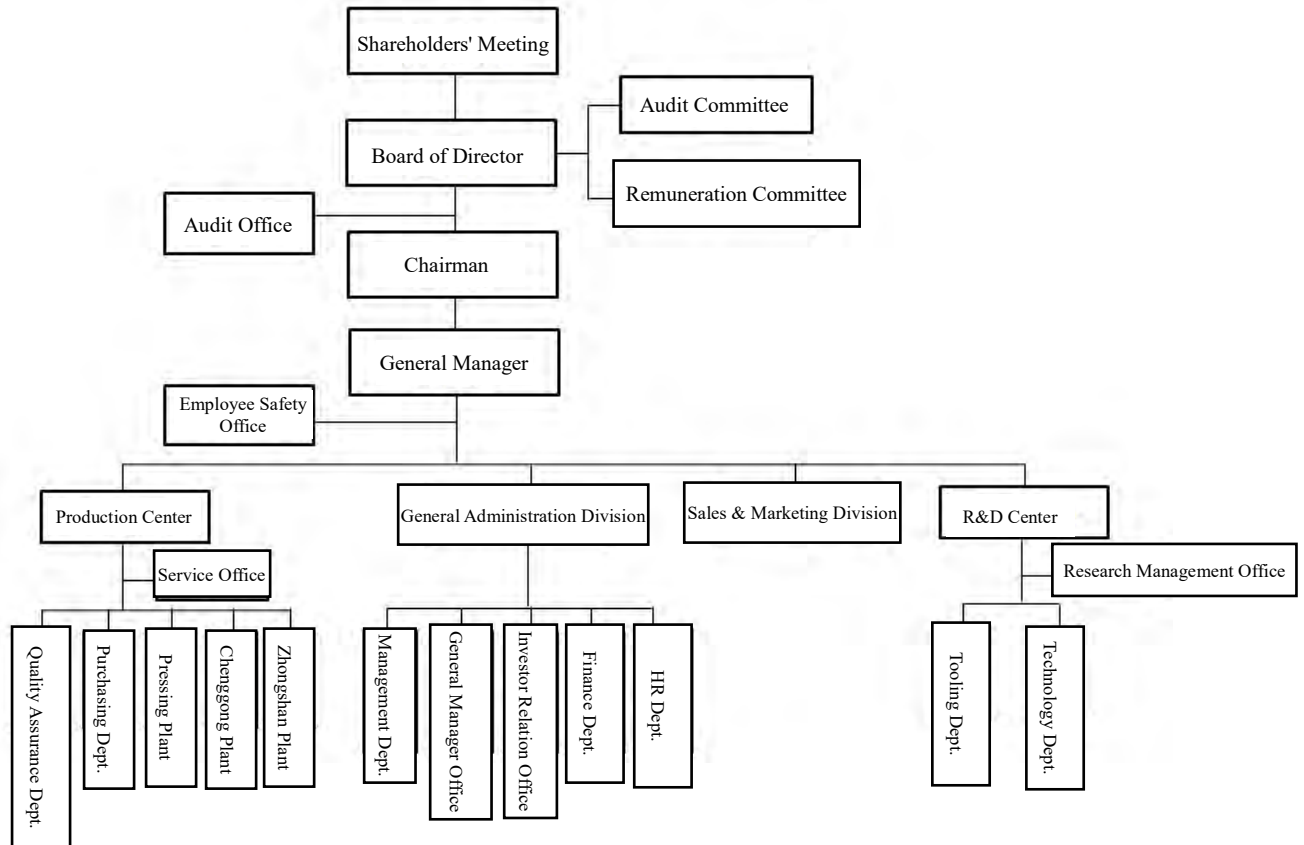 Shareholders' Meeting
Audit Committee
Board of Director
Remuneration Committee
Audit Office
Chairman
General Manager
Employee Safety
Office
Production Center
General Administration Division
Sales & Marketing Division
R&D Center
Service Office
Research Management Office
Quality Assurance Dept.
Purchasing Dept.
Pressing Plant
Chenggong Plant
Zhongshan Plant
Management Dept.
General Manager Office
Investor Relation Office
Finance Dept.
HR Dept.
Tooling Dept.
Technology Dept.